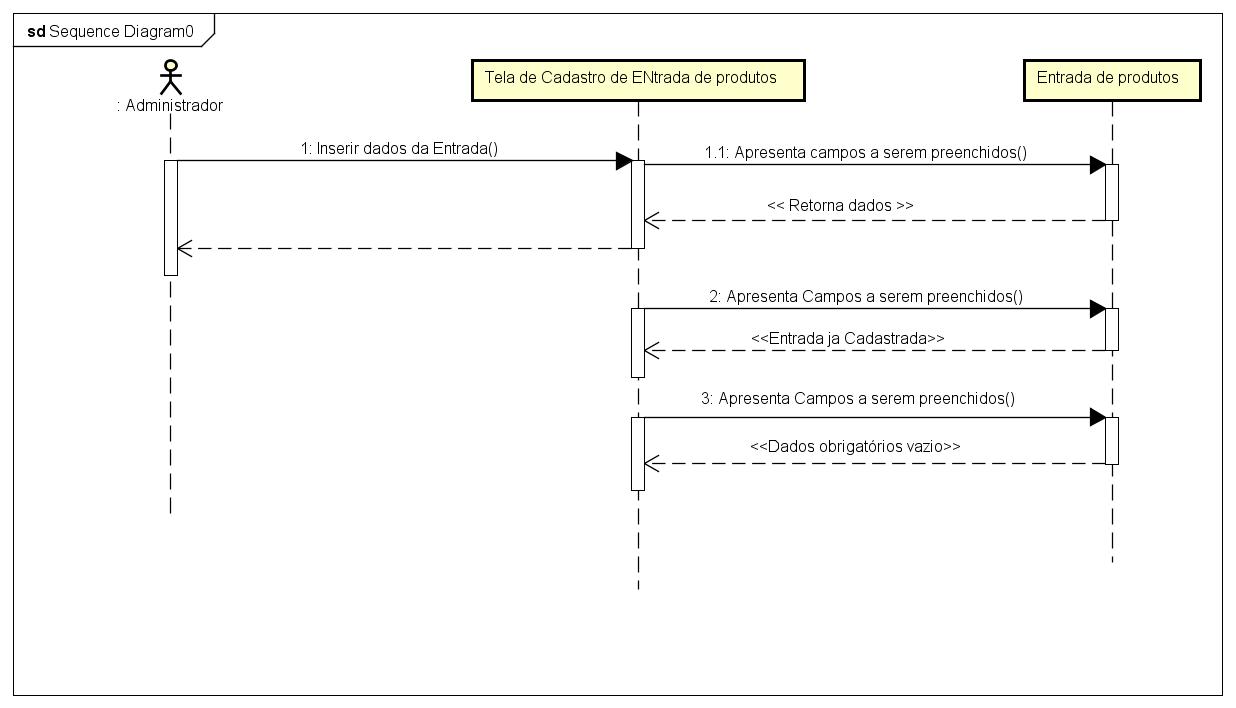 sd Sequence Diagram0
: Administrador
Tela de Cadastro de ENtrada de produtos
Entrada de produtos
1: Inserir dados da Entrada()
1.1: Apresenta campos a serem preenchidos()
<< Retorna dados >>
2: Apresenta Campos a serem preenchidos()
<<Entrada ja Cadastrada>>
3: Apresenta Campos a serem preenchidos()
<<Dados obrigatórios vazio>>